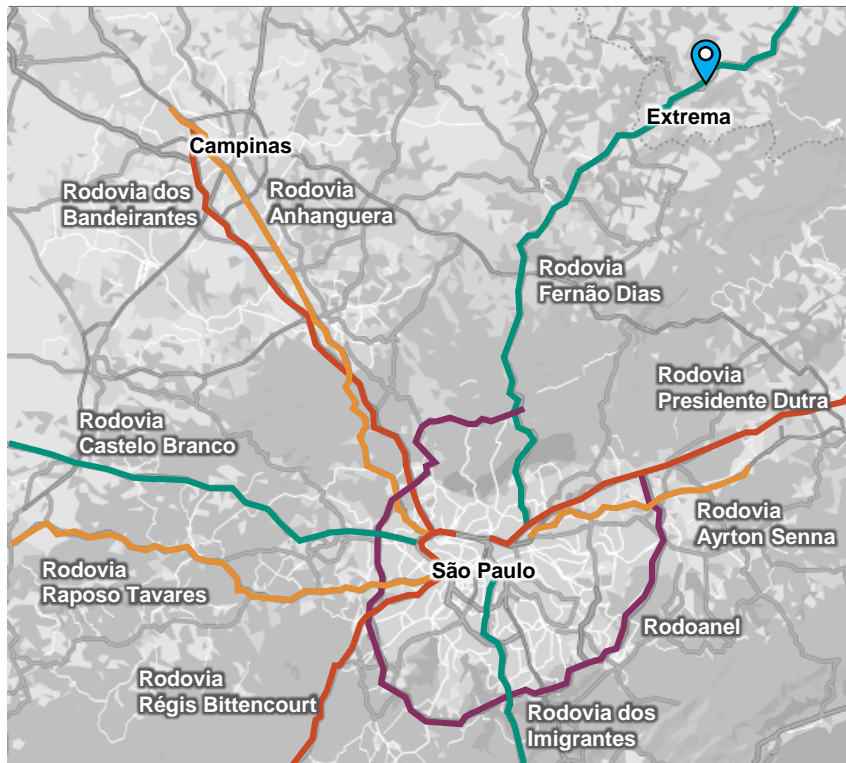 Extrema
Campinas
Rodovia dos
Bandeirantes
Rodovia
Anhanguera
Rodovia
Fernão Dias
Rodovia
Presidente Dutra
Rodovia
Castelo Branco
Rodovia
Ayrton Senna
São Paulo
Rodovia
Raposo Tavares
Rodoanel
Rodovia
Régis Bittencourt
Rodovia dos
Imigrantes